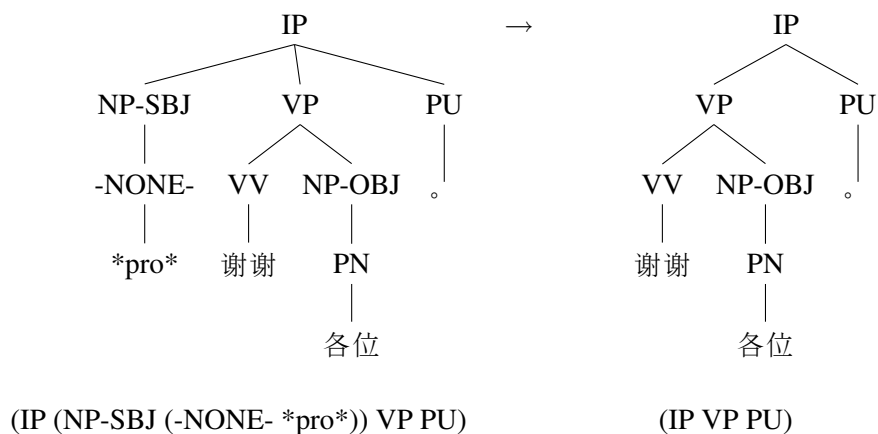 IP → IP
NP-SBJ VP PU VP PU
-NONE- VV NP-OBJ 。 VV NP-OBJ 。
*pro* 谢谢 PN 谢谢 PN
各位 各位
(IP (NP-SBJ (-NONE- *pro*)) VP PU) (IP VP PU)